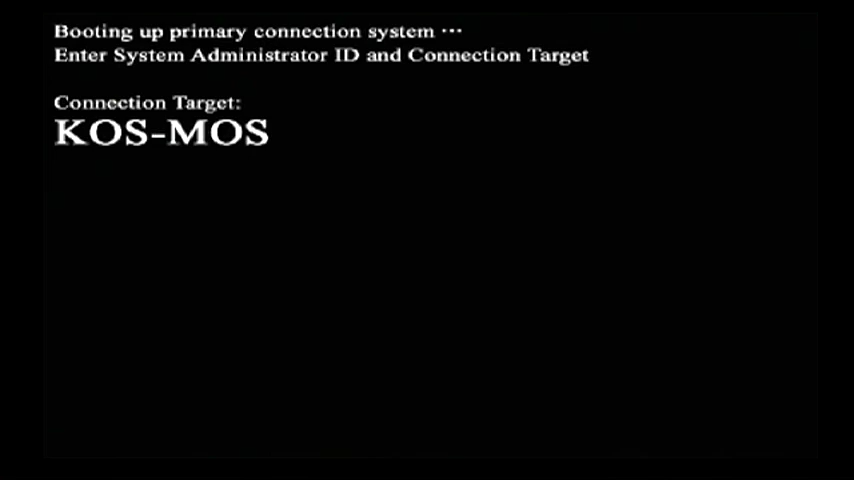 Booting up primary connection system ···
Enter System Administrator ID and Connection Target
Connection Target:
KOS-MOS